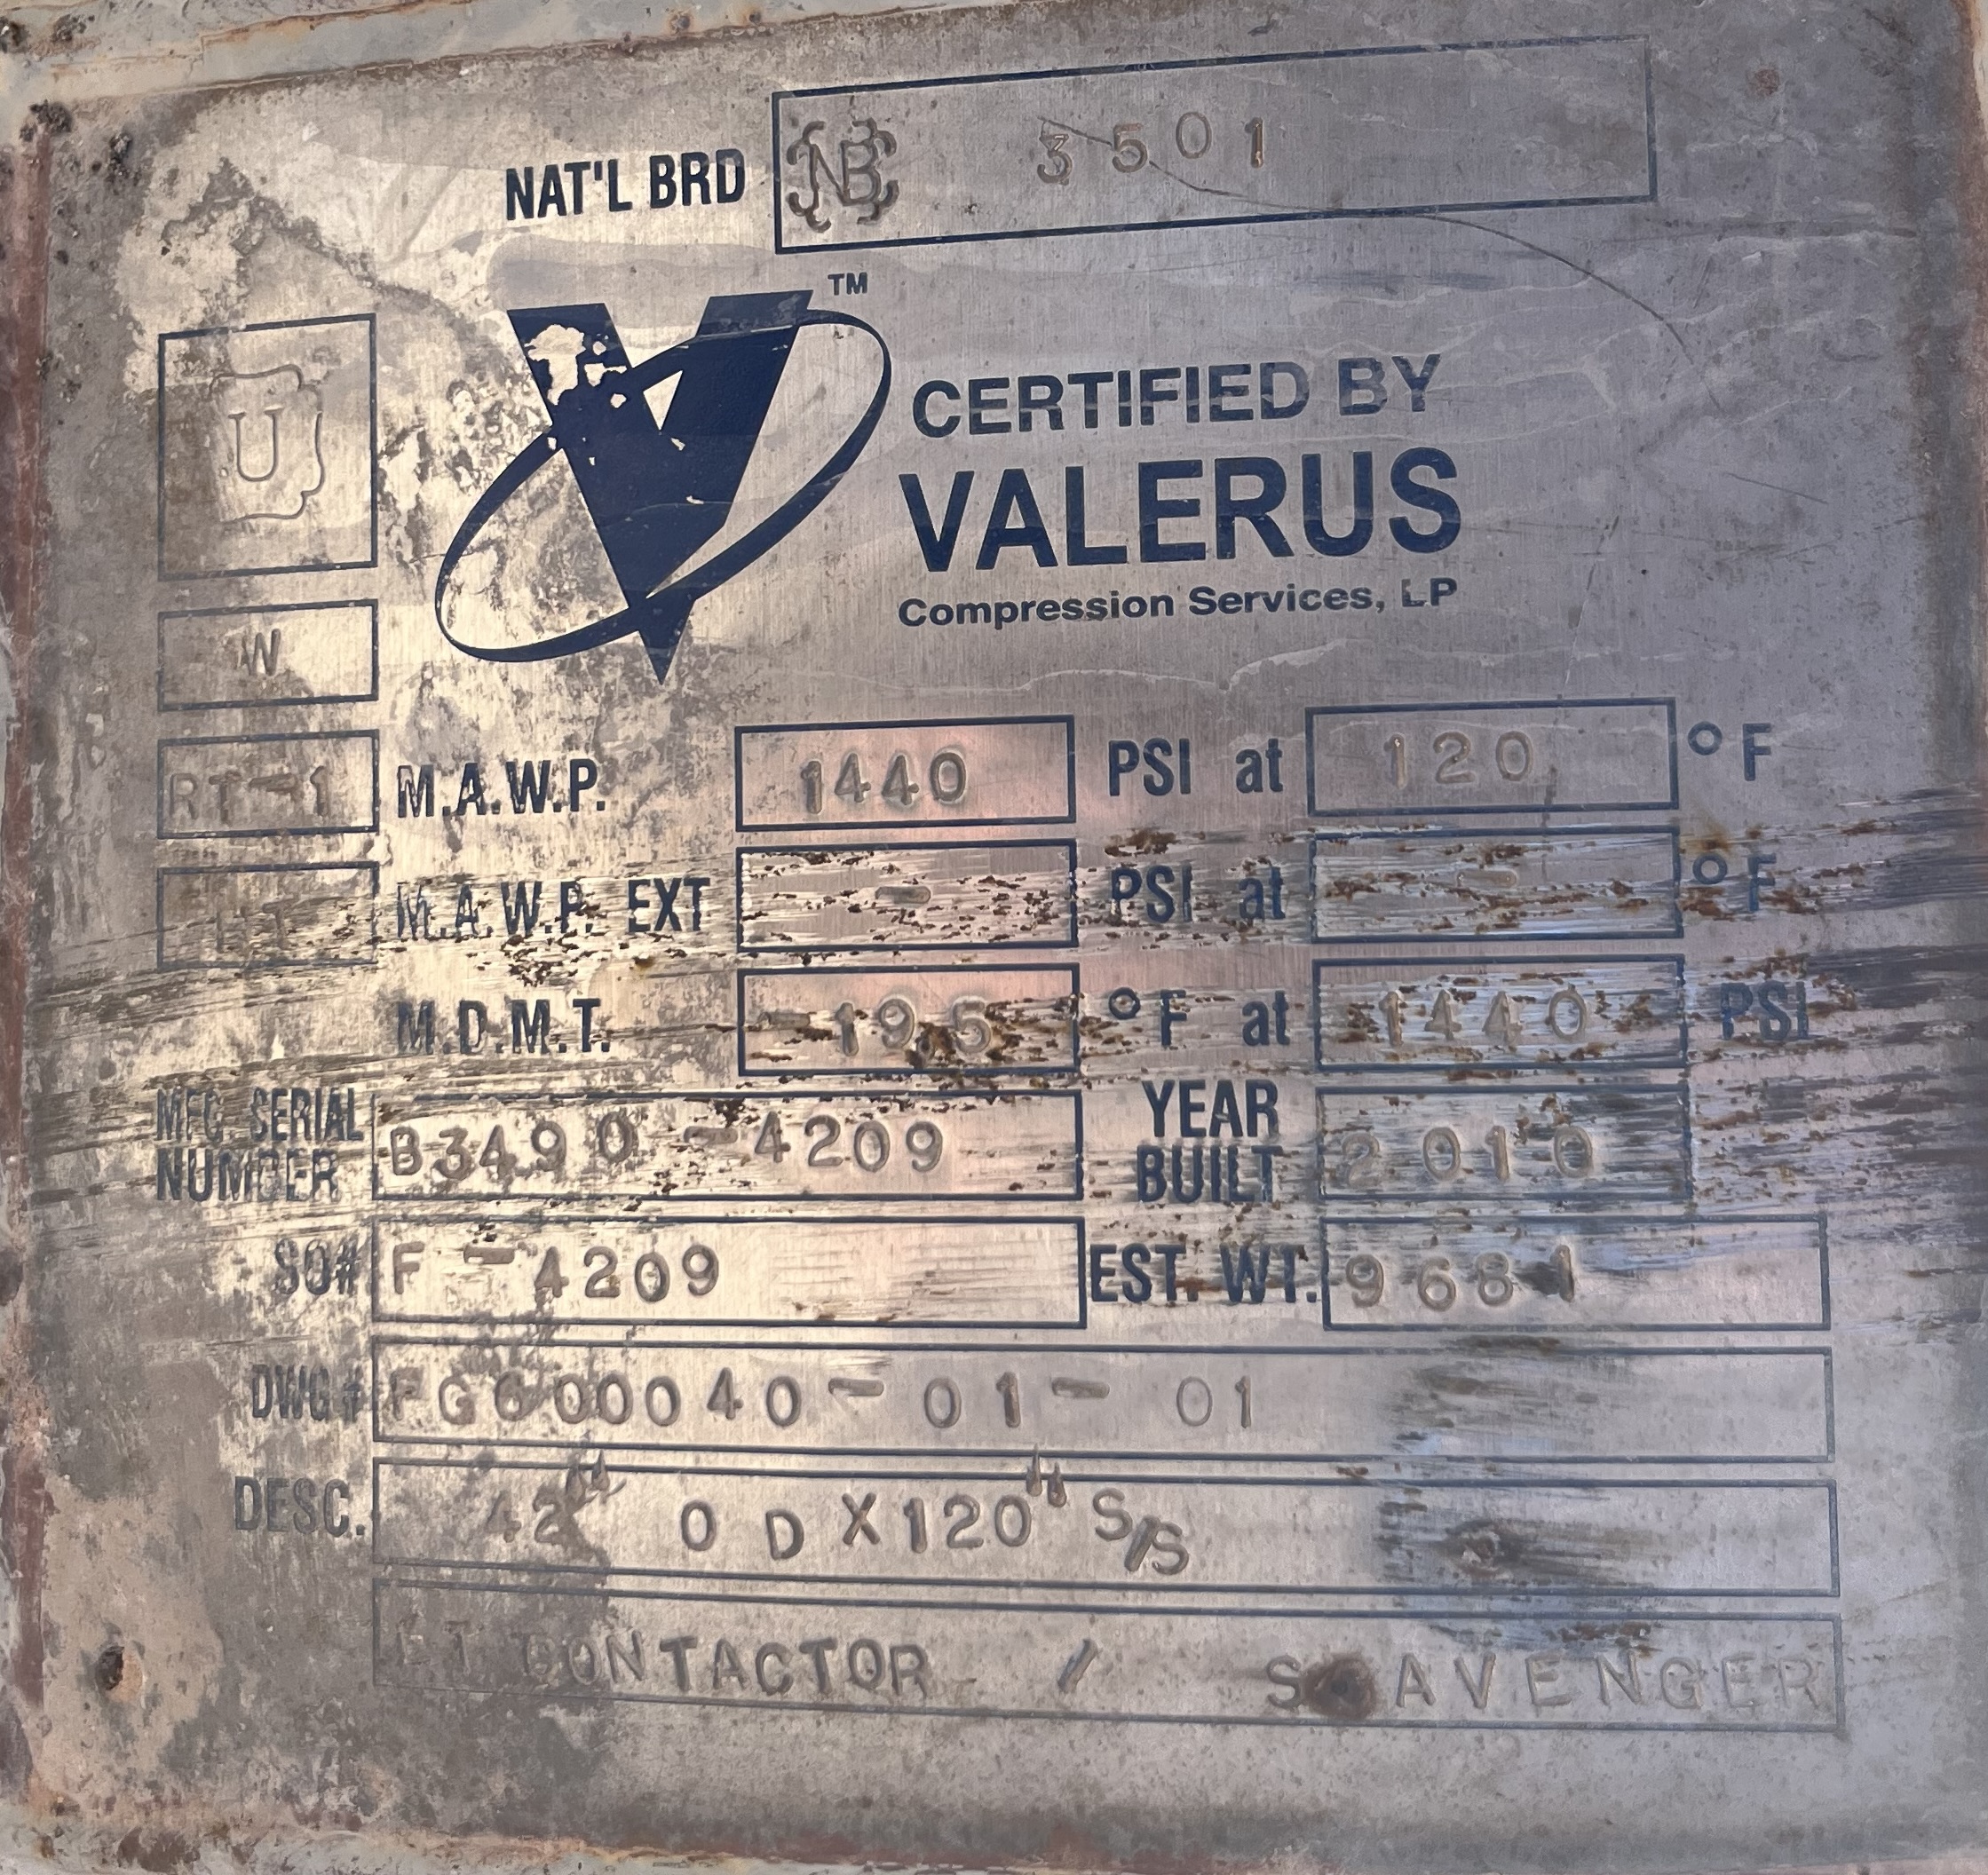 NAT'L BRD NB 3501
TM
U
CERTIFIED BY
VALERUS
Compression Services, LP
W
RT-1 M.A.W.P. 1440 PSI at 120 °F
HT M.A.W.P. EXT - PSI at - °F
M.D.M.T. -19.5 °F at 1440 PSI
MFG. SERIAL NUMBER B3490-4209 YEAR BUILT 2010
SO# F-4209 EST. WT. 9681
DWG # FG600040-01-01
DESC. 42" OD X 120" S/S
CONTACTOR / SCAVENGER